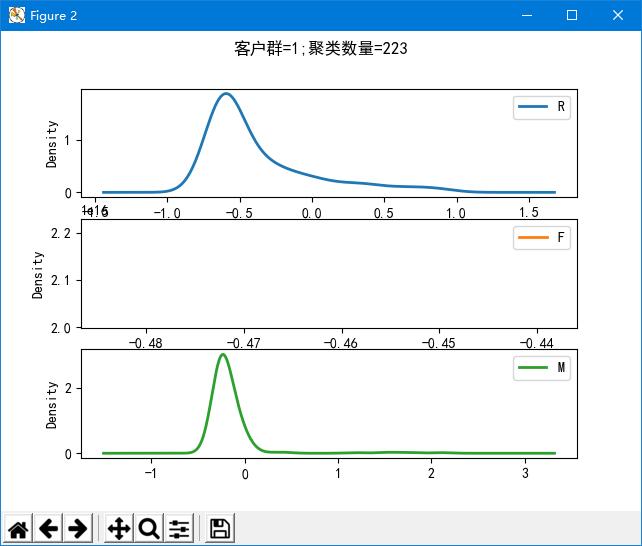 Figure 2
客户群=1;聚类数量=223
R
Density
1
0
-1.0 -0.5 0.0 0.5 1.0 1.5
F
Density
2.2
2.1
2.0
-0.48 -0.47 -0.46 -0.45 -0.44
M
Density
2
0
-1 0 1 2 3